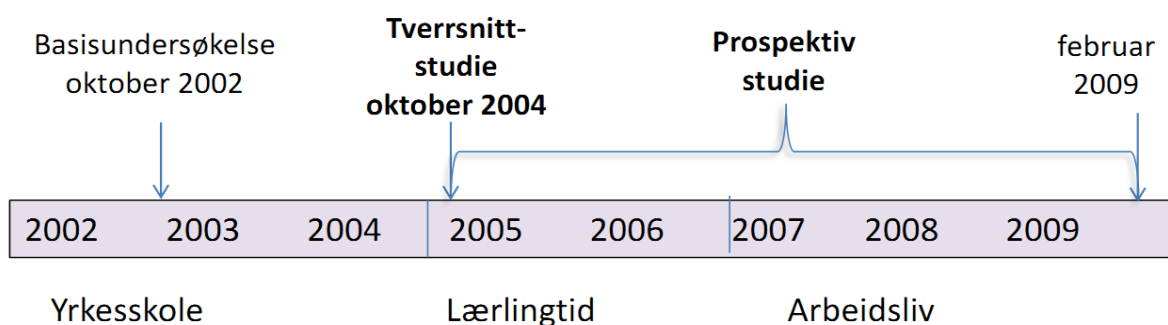 Basisundersøkelse
oktober 2002
Tverrsnitt-
studie
oktober 2004
Prospektiv
studie
februar
2009
2002 2003 2004 2005 2006 2007 2008 2009
Yrkesskole Lærlingtid Arbeidsliv